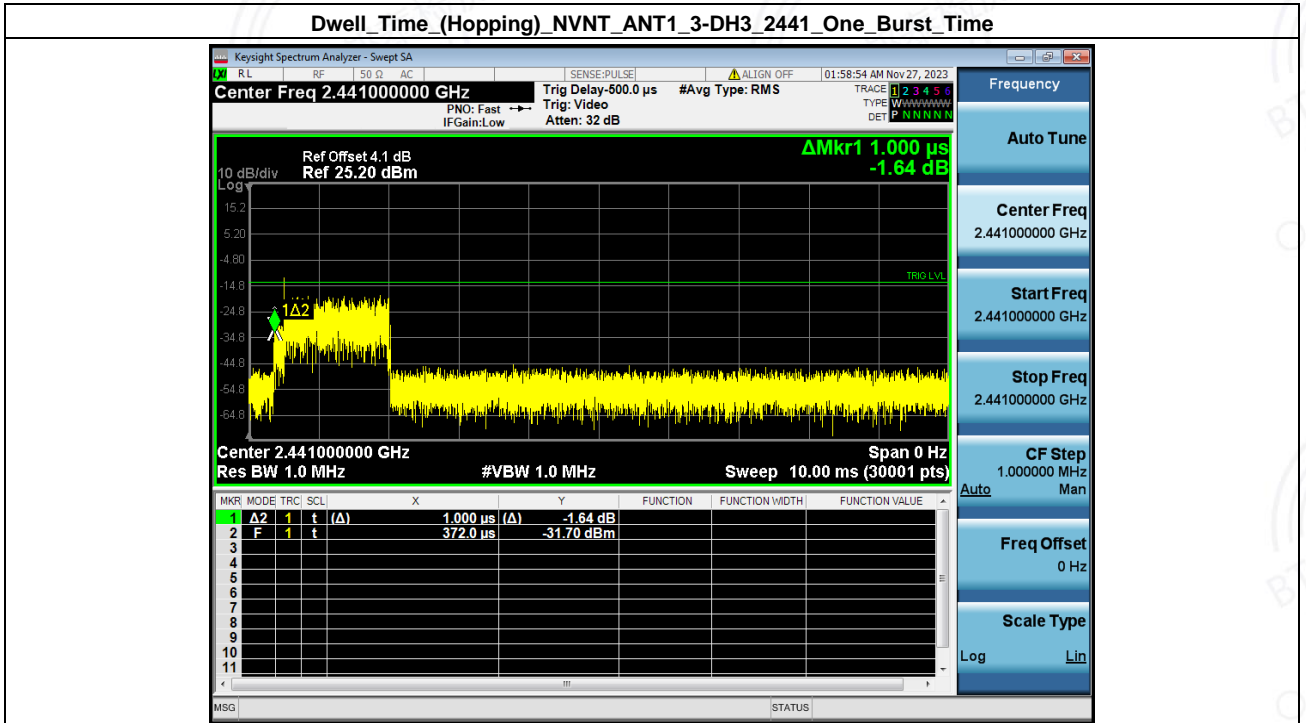 Dwell_Time_(Hopping)_NVNT_ANT1_3-DH3_2441_One_Burst_Time
Keysight Spectrum Analyzer - Swept SA
LXI RL RF 50 Ω AC SENSE:PULSE ALIGN OFF 01:58:54 AM Nov 27, 2023
Center Freq 2.441000000 GHz Trig Delay-500.0 µs #Avg Type: RMS TRACE 1 2 3 4 5 6
PNO: Fast Trig: Video TYPE WWWWWW
IFGain:Low Atten: 32 dB DET P N N N N N
ΔMkr1 1.000 µs
-1.64 dB
Ref Offset 4.1 dB
10 dB/div Ref 25.20 dBm
Log
15.2
5.20
-4.80
TRIG LVL
-14.8
-24.8
1Δ2
-34.8
-44.8
-54.8
-64.8
Center 2.441000000 GHz Span 0 Hz
Res BW 1.0 MHz #VBW 1.0 MHz Sweep 10.00 ms (30001 pts)
MKR MODE TRC SCL X Y FUNCTION FUNCTION WIDTH FUNCTION VALUE
1 Δ2 1 t (Δ) 1.000 µs (Δ) -1.64 dB
2 F 1 t 372.0 µs -31.70 dBm
3
4
5
6
7
8
9
10
11
MSG STATUS
Frequency
Auto Tune
Center Freq
2.441000000 GHz
Start Freq
2.441000000 GHz
Stop Freq
2.441000000 GHz
CF Step
1.000000 MHz
Auto Man
Freq Offset
0 Hz
Scale Type
Log Lin